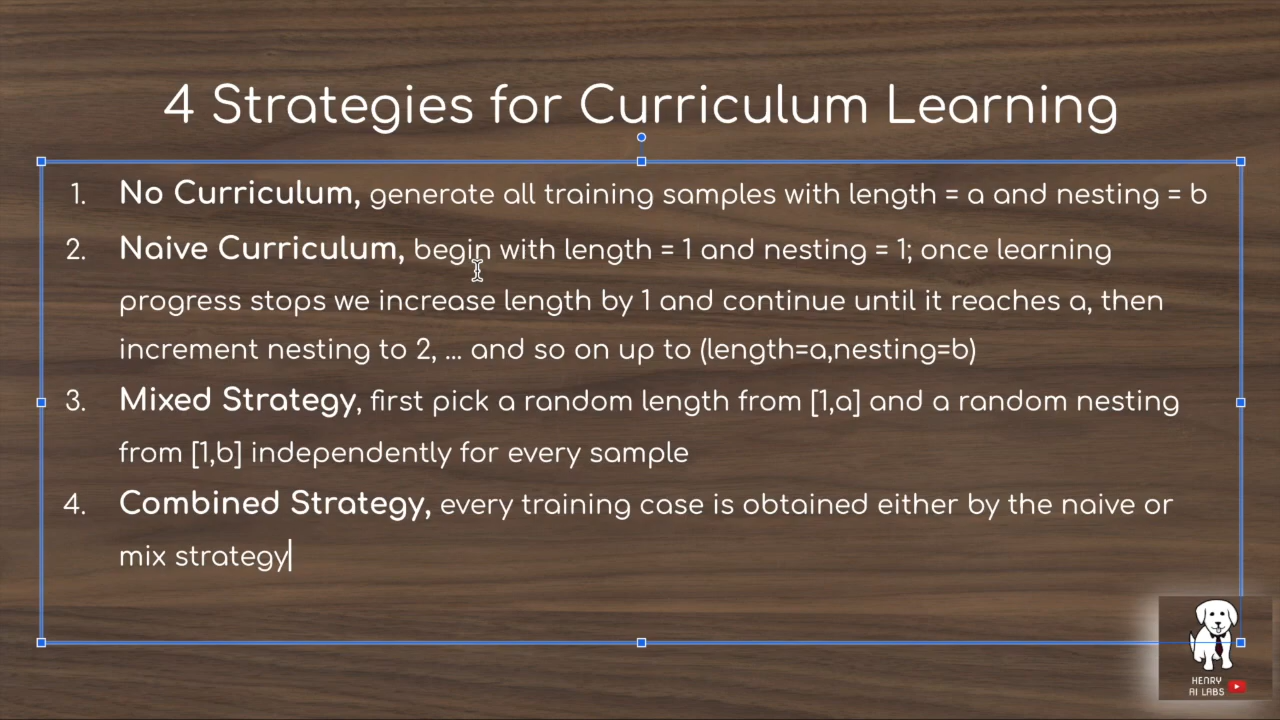 4 Strategies for Curriculum Learning
1. No Curriculum, generate all training samples with length = a and nesting = b
2. Naive Curriculum, begin with length = 1 and nesting = 1; once learning
progress stops we increase length by 1 and continue until it reaches a, then
increment nesting to 2, ... and so on up to (length=a,nesting=b)
3. Mixed Strategy, first pick a random length from [1,a] and a random nesting
from [1,b] independently for every sample
4. Combined Strategy, every training case is obtained either by the naive or
mix strategy
HENRY
AI LABS